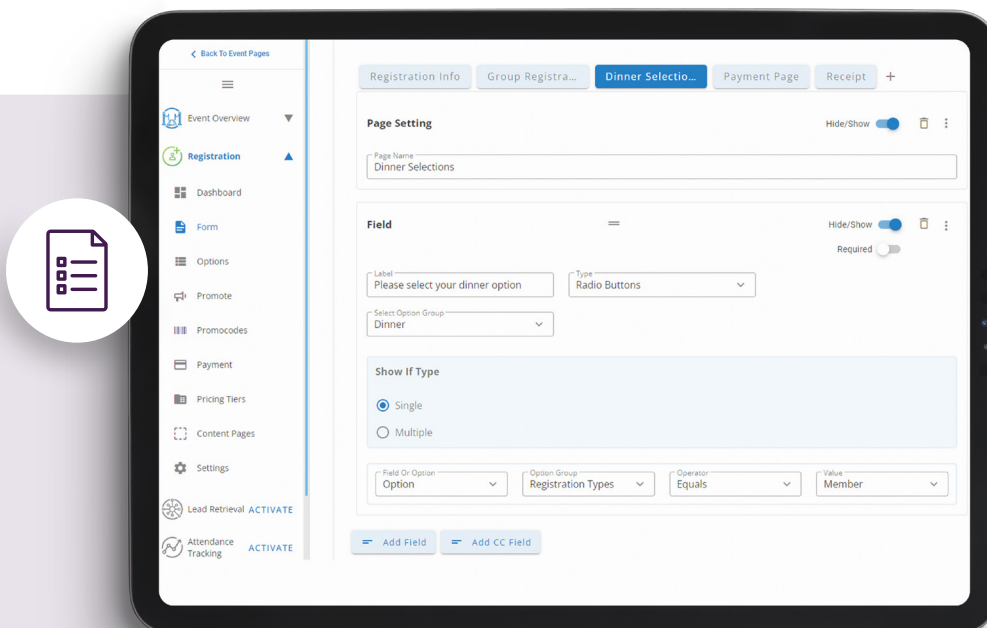 Back To Event Pages
Event Overview
Registration
Dashboard
Form
Options
Promote
Promocodes
Payment
Pricing Tiers
Content Pages
Settings
Lead Retrieval ACTIVATE
Attendance
Tracking ACTIVATE
Registration Info Group Registra... Dinner Selectio... Payment Page Receipt +
Page Setting Hide/Show
Page Name
Dinner Selections
Field Hide/Show
Required
Label Type
Please select your dinner option Radio Buttons
Select Option Group
Dinner
Show If Type
Single
Multiple
Field Or Option Option Group Operator Value
Option Registration Types Equals Member
Add Field Add CC Field